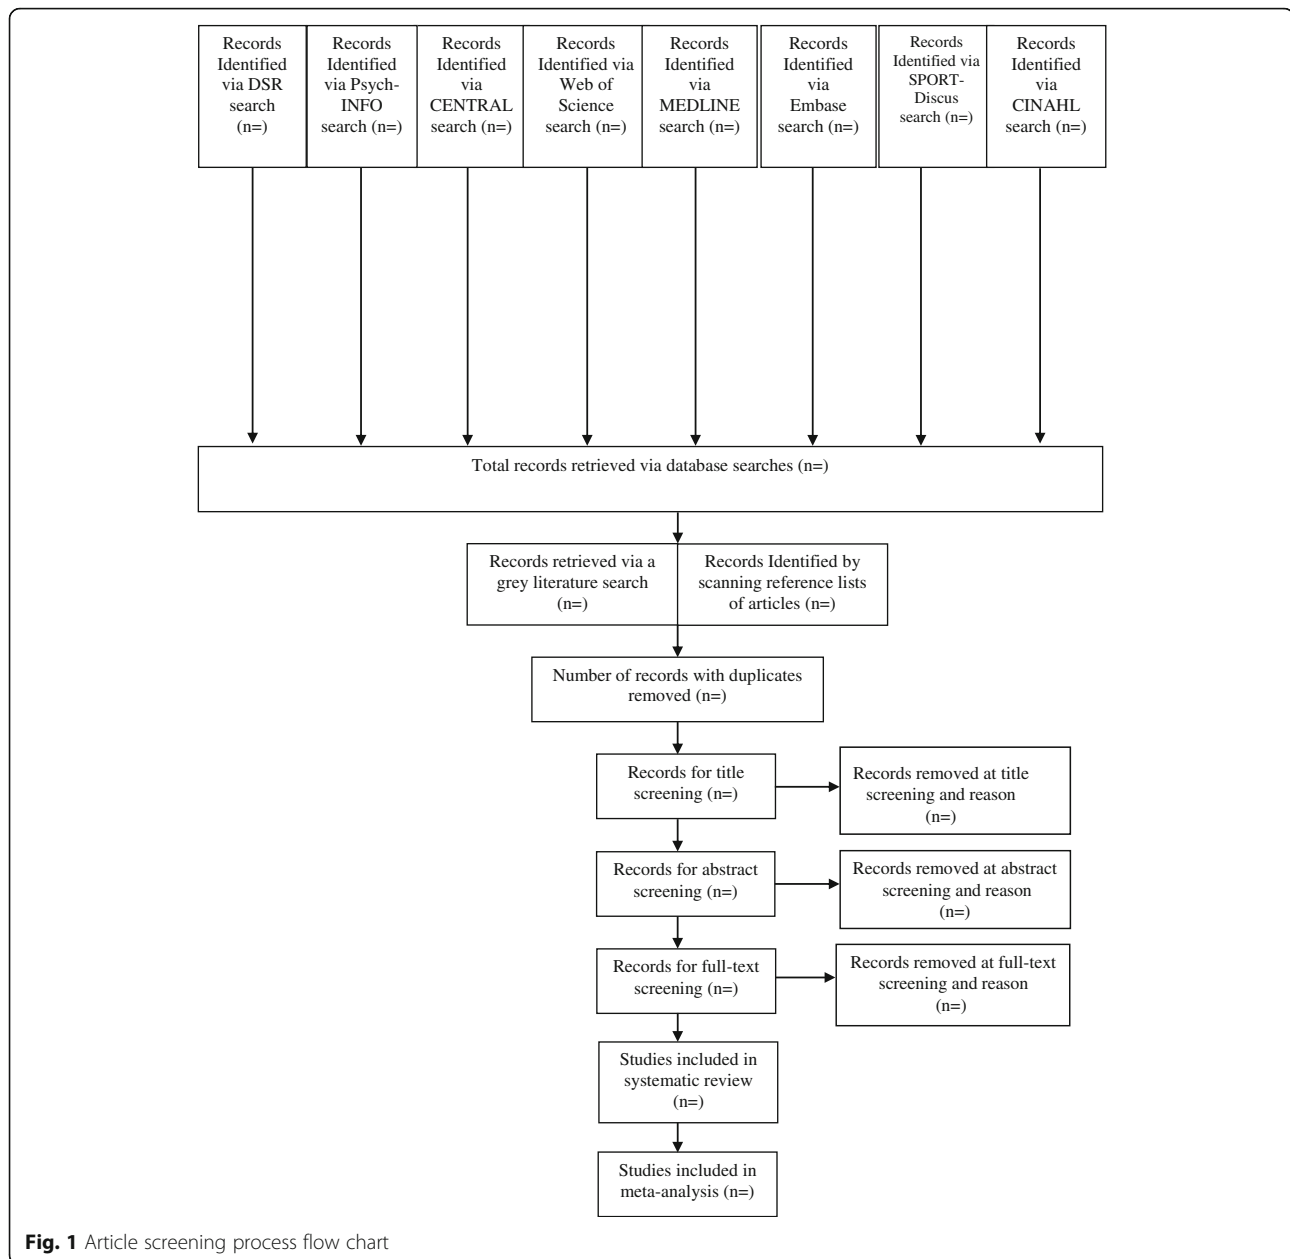 Records
Identified
via DSR
search
(n=)
Records
Identified
via Psych-
INFO
search (n=)
Records
Identified
via
CENTRAL
search (n=)
Records
Identified via
Web of
Science
search (n=)
Records
Identified
via
MEDLINE
search (n=)
Records
Identified
via
Embase
search (n=)
Records
Identified via
SPORT-
Discus
search (n=)
Records
Identified
via
CINAHL
search (n=)
Total records retrieved via database searches (n=)
Records retrieved via a
grey literature search
(n=)
Records Identified by
scanning reference lists
of articles (n=)
Number of records with duplicates
removed (n=)
Records for title
screening (n=)
Records removed at title
screening and reason
(n=)
Records for abstract
screening (n=)
Records removed at abstract
screening and reason
(n=)
Records for full-text
screening (n=)
Records removed at full-text
screening and reason
(n=)
Studies included in
systematic review
(n=)
Studies included in
meta-analysis (n=)
Fig. 1 Article screening process flow chart